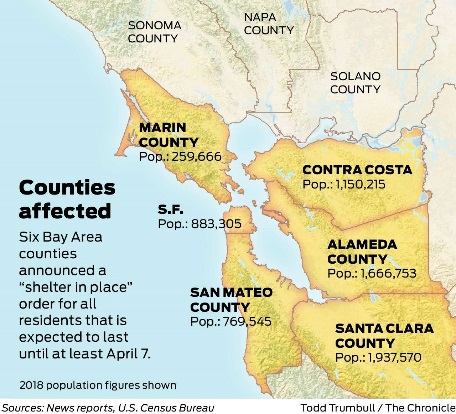 SONOMA
COUNTY
NAPA
COUNTY
SOLANO
COUNTY
MARIN
COUNTY
Pop.: 259,666
CONTRA COSTA
Pop.: 1,150,215
Counties
affected
S.F.
Pop.: 883,305
Six Bay Area
counties
announced a
“shelter in place”
order for all
residents that is
expected to last
until at least April 7.
ALAMEDA
COUNTY
Pop.: 1,666,753
SAN MATEO
COUNTY
Pop.: 769,545
SANTA CLARA
COUNTY
Pop.: 1,937,570
2018 population figures shown
Sources: News reports, U.S. Census Bureau
Todd Trumbull / The Chronicle